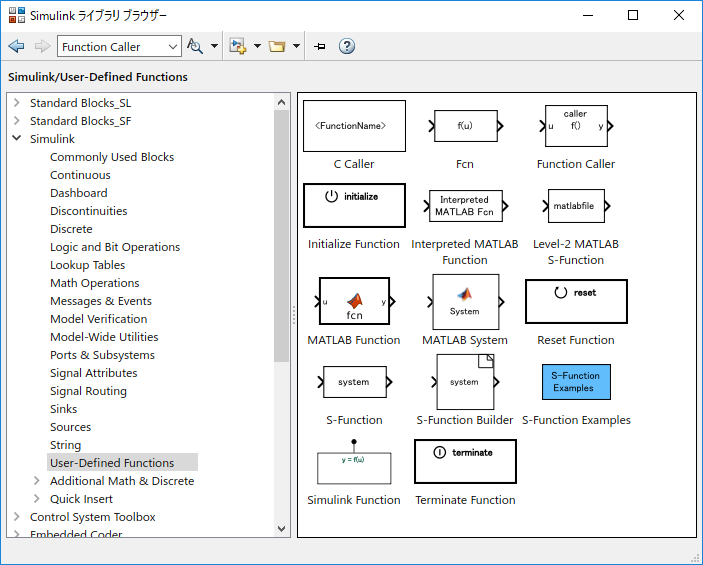 Simulink ライブラリ ブラウザー
Function Caller
Simulink/User-Defined Functions
Standard Blocks_SL
Standard Blocks_SF
Simulink
Commonly Used Blocks
Continuous
Dashboard
Discontinuities
Discrete
Logic and Bit Operations
Lookup Tables
Math Operations
Messages & Events
Model Verification
Model-Wide Utilities
Ports & Subsystems
Signal Attributes
Signal Routing
Sinks
Sources
String
User-Defined Functions
Additional Math & Discrete
Quick Insert
Control System Toolbox
Embedded Coder
<FunctionName>
C Caller
f(u)
Fcn
caller
u f() y
Function Caller
initialize
Initialize Function
Interpreted
MATLAB Fcn
Interpreted MATLAB
Function
matlabfile
Level-2 MATLAB
S-Function
u y
fcn
MATLAB Function
System
MATLAB System
reset
Reset Function
system
S-Function
system
S-Function Builder
S-Function
Examples
S-Function Examples
y = f(u)
Simulink Function
terminate
Terminate Function